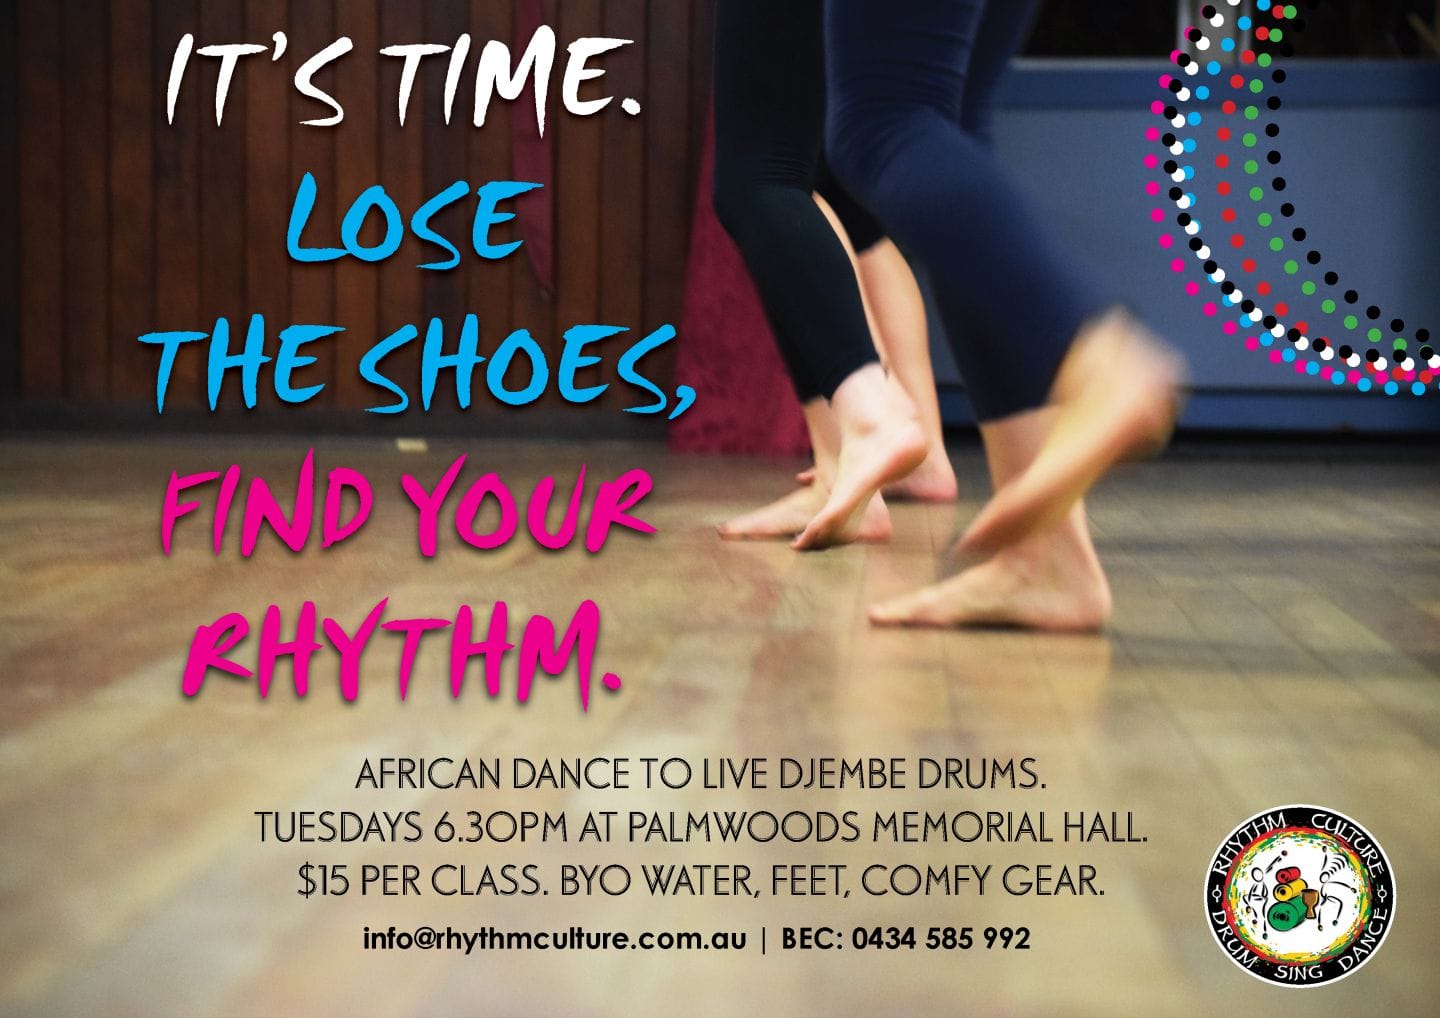 IT'S TIME.
LOSE
THE SHOES,
FIND YOUR
RHYTHM.
AFRICAN DANCE TO LIVE DJEMBE DRUMS.
TUESDAYS 6.30PM AT PALMWOODS MEMORIAL HALL.
$15 PER CLASS. BYO WATER, FEET, COMFY GEAR.
info@rhythmculture.com.au | BEC: 0434 585 992
RHYTHM CULTURE
DRUM SING DANCE